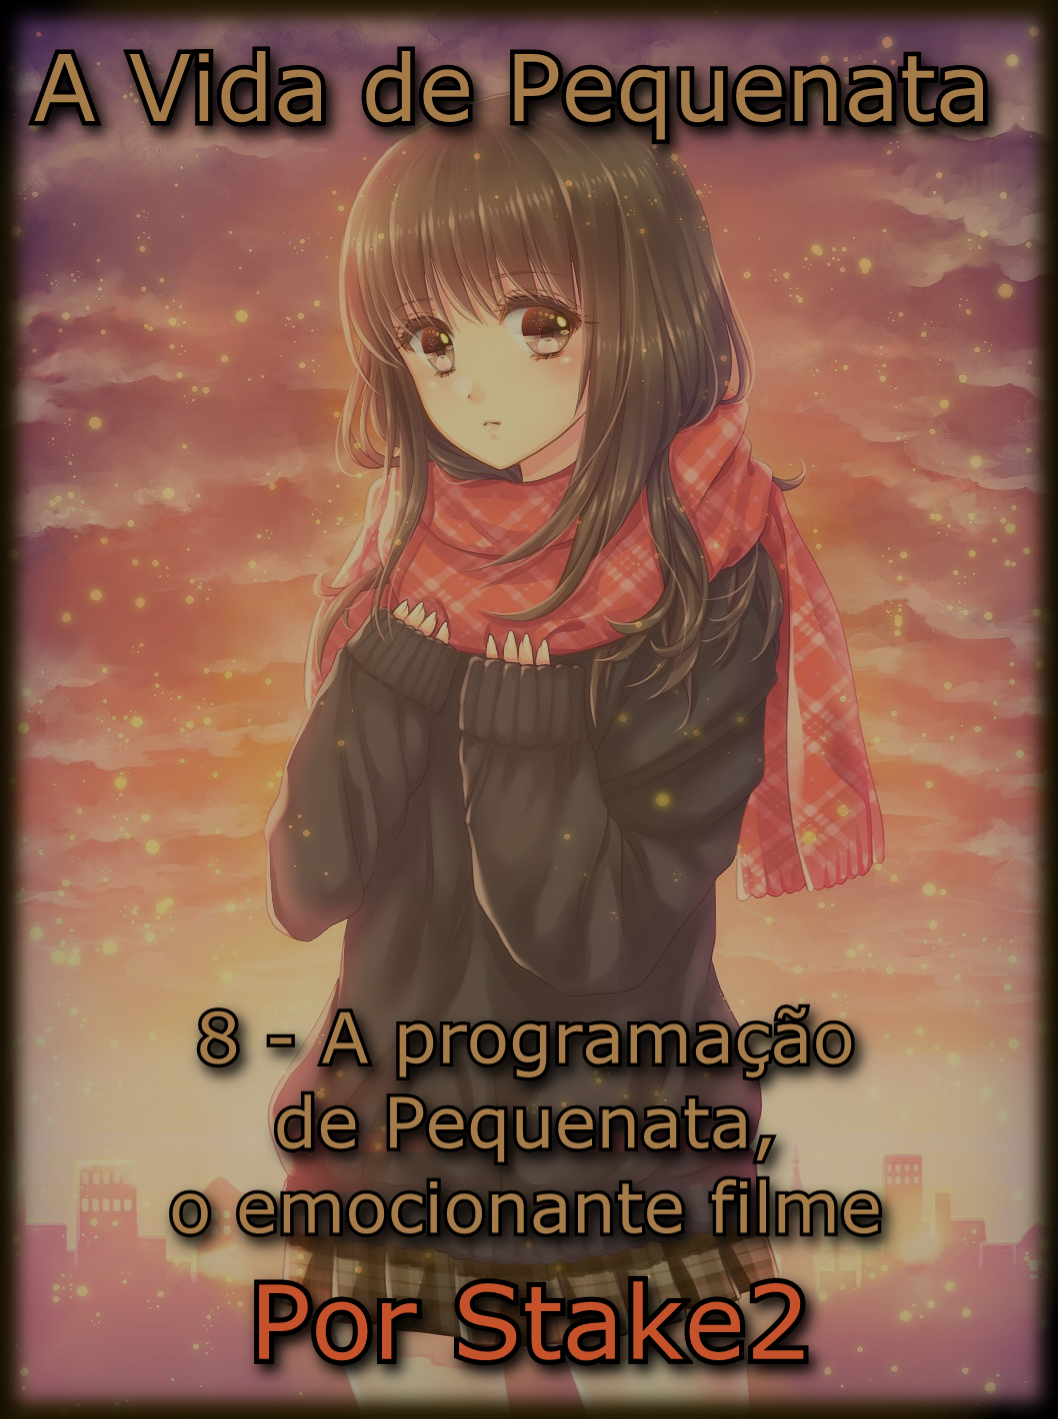 A Vida de Pequenata
8 - A programação
de Pequenata,
o emocionante filme
Por Stake2